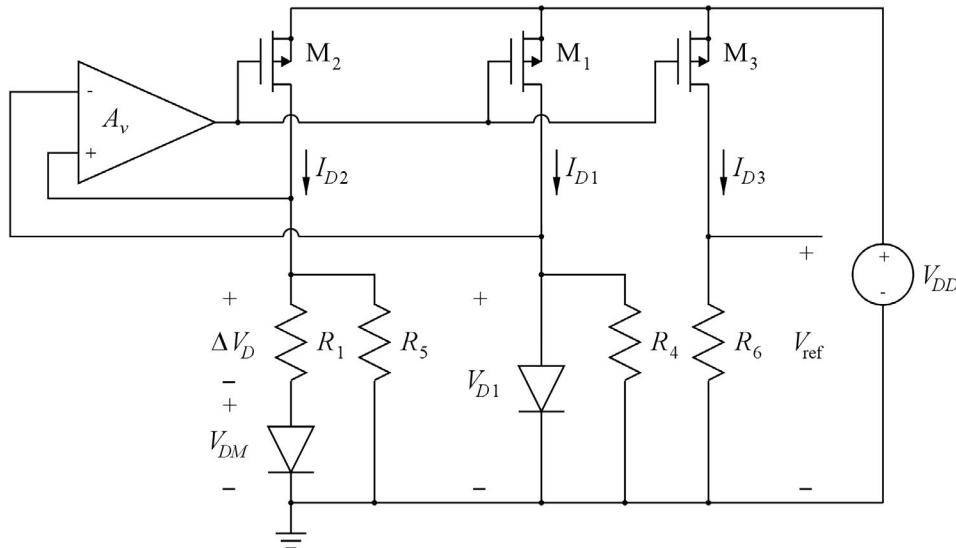 M2
M1
M3
-
Av
+
ID2
ID1
ID3
+
+
-
VDD
+
+
ΔVD
R1
R5
R4
R6
Vref
−
VD1
+
VDM
−
−
−